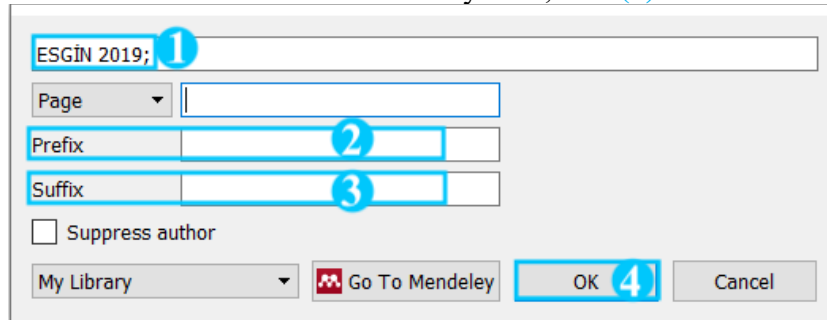 ESGİN 2019; 1
Page
Prefix 2
Suffix 3
Suppress author
My Library Go To Mendeley OK 4 Cancel